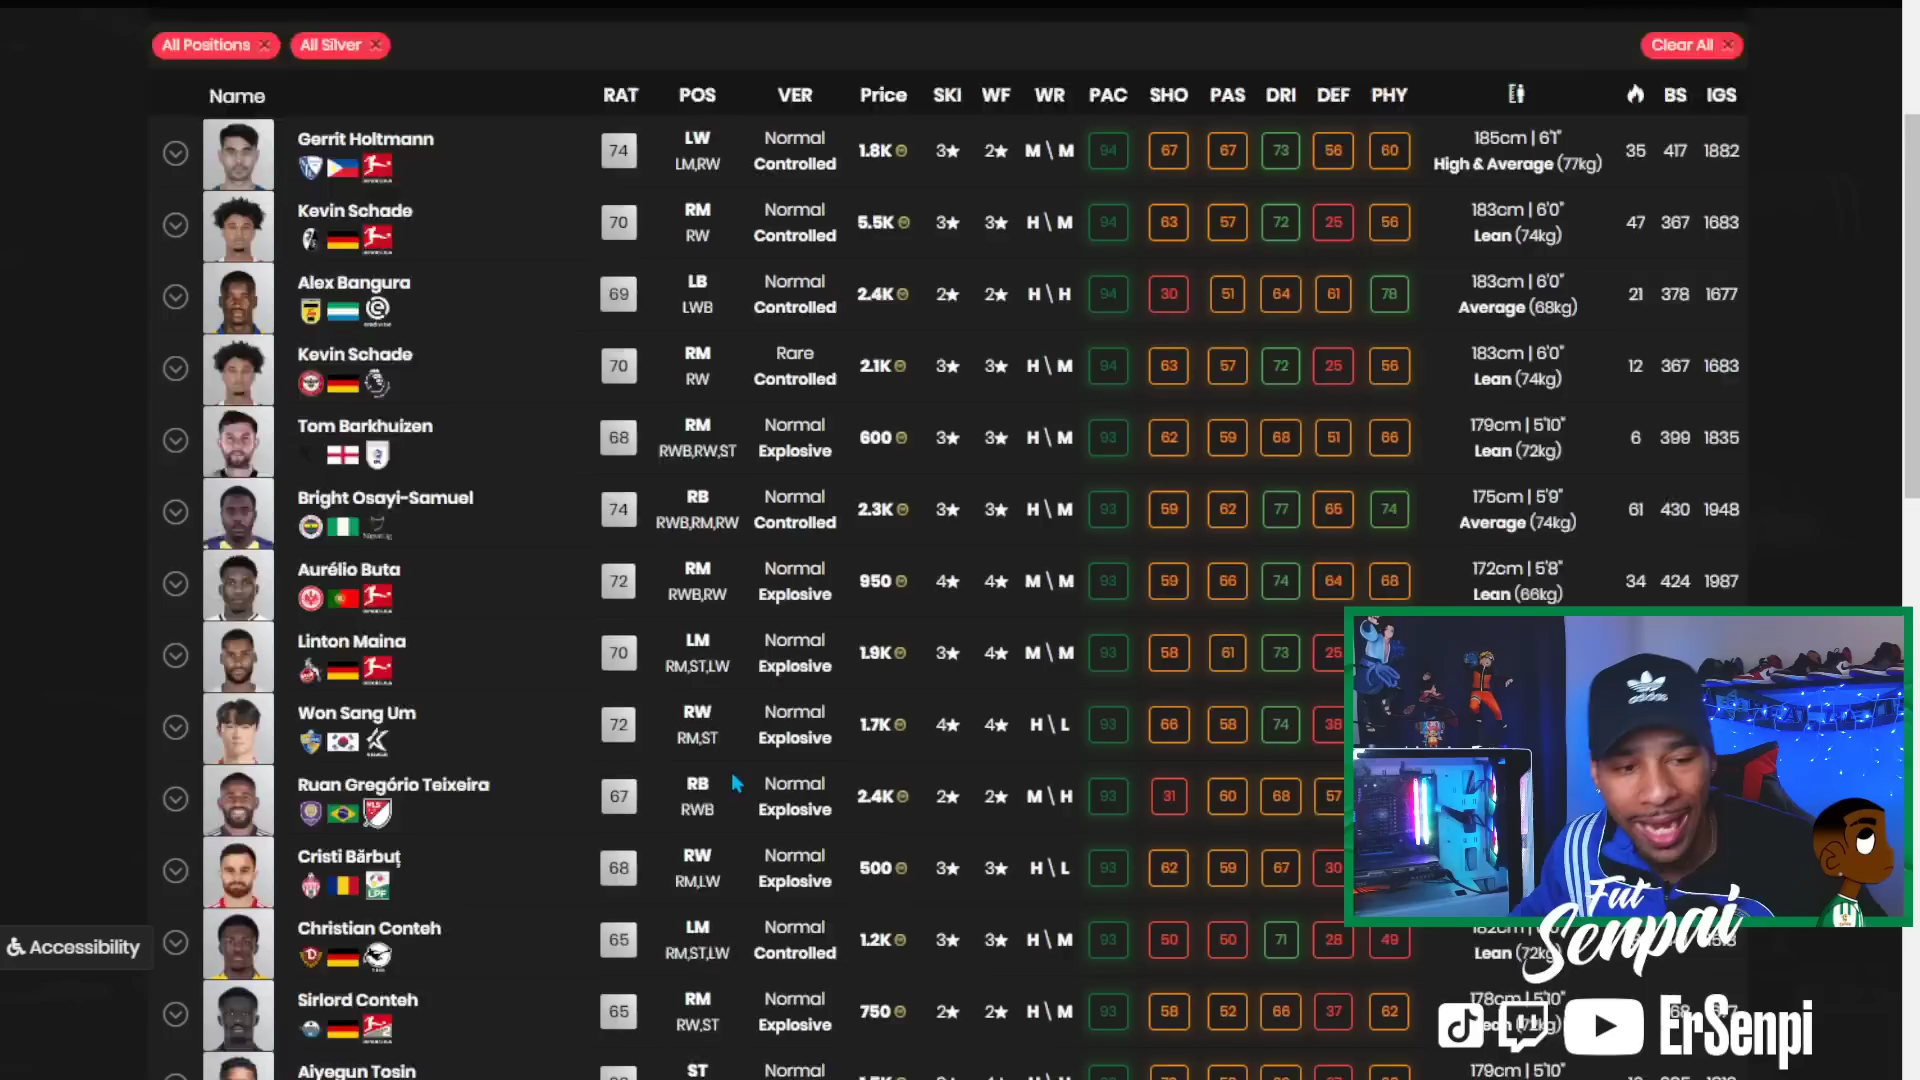 All Positions ×
All Silver ×
Clear All ×
Name RAT POS VER Price SKI WF WR PAC SHO PAS DRI DEF PHY BS IGS
Gerrit Holtmann 74 LW LM,RW Normal Controlled 1.8K 3★ 2★ M \ M 94 67 67 73 56 60 185cm | 6'1" High & Average (77kg) 35 417 1882
Kevin Schade 70 RM RW Normal Controlled 5.5K 3★ 3★ H \ M 94 63 57 72 25 56 183cm | 6'0" Lean (74kg) 47 367 1683
Alex Bangura 69 LB LWB Normal Controlled 2.4K 2★ 2★ H \ H 94 30 51 64 61 78 183cm | 6'0" Average (68kg) 21 378 1677
Kevin Schade 70 RM RW Rare Controlled 2.1K 3★ 3★ H \ M 94 63 57 72 25 56 183cm | 6'0" Lean (74kg) 12 367 1683
Tom Barkhuizen 68 RM RWB,RW,ST Normal Explosive 600 3★ 3★ H \ M 93 62 59 68 51 66 179cm | 5'10" Lean (72kg) 6 399 1835
Bright Osayi-Samuel 74 RB RWB,RM,RW Normal Controlled 2.3K 3★ 3★ H \ M 93 59 62 77 65 74 175cm | 5'9" Average (74kg) 61 430 1948
Aurélio Buta 72 RM RWB,RW Normal Explosive 950 4★ 4★ M \ M 93 59 66 74 64 68 172cm | 5'8" Lean (66kg) 34 424 1987
Linton Maina 70 LM RM,ST,LW Normal Explosive 1.9K 3★ 4★ M \ M 93 58 61 73 25
Won Sang Um 72 RW RM,ST Normal Explosive 1.7K 4★ 4★ H \ L 93 66 58 74 38
Ruan Gregório Teixeira 67 RB RWB Normal Explosive 2.4K 2★ 2★ M \ H 93 31 60 68 57
Cristi Bărbuț 68 RW RM,LW Normal Explosive 500 3★ 3★ H \ L 93 62 59 67 30
Christian Conteh 65 LM RM,ST,LW Normal Controlled 1.2K 3★ 3★ H \ M 93 50 50 71 28 49 Lean (72kg)
Sirlord Conteh 65 RM RW,ST Normal Explosive 750 2★ 2★ H \ M 93 58 52 66 37 62 178cm | 5'10"
Aiyegun Tosin ST Normal 179cm | 5'10"
Accessibility
Fut
Senpai
ErSenpi
adidas